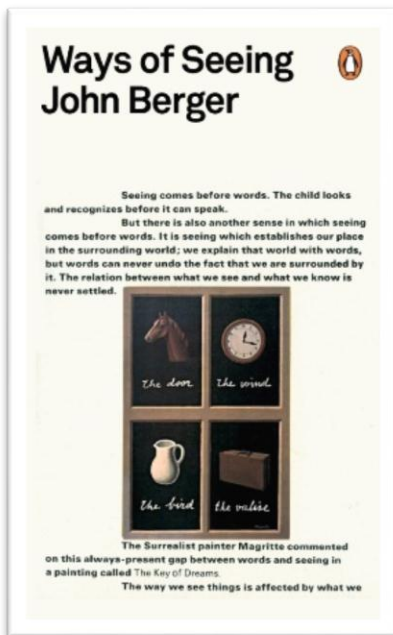 Ways of Seeing
John Berger
Seeing comes before words. The child looks
and recognizes before it can speak.
But there is also another sense in which seeing
comes before words. It is seeing which establishes our place
in the surrounding world; we explain that world with words,
but words can never undo the fact that we are surrounded by
it. The relation between what we see and what we know is
never settled.
the door
the wind
the bird
the valise
The Surrealist painter Magritte commented
on this always-present gap between words and seeing in
a painting called The Key of Dreams.
The way we see things is affected by what we